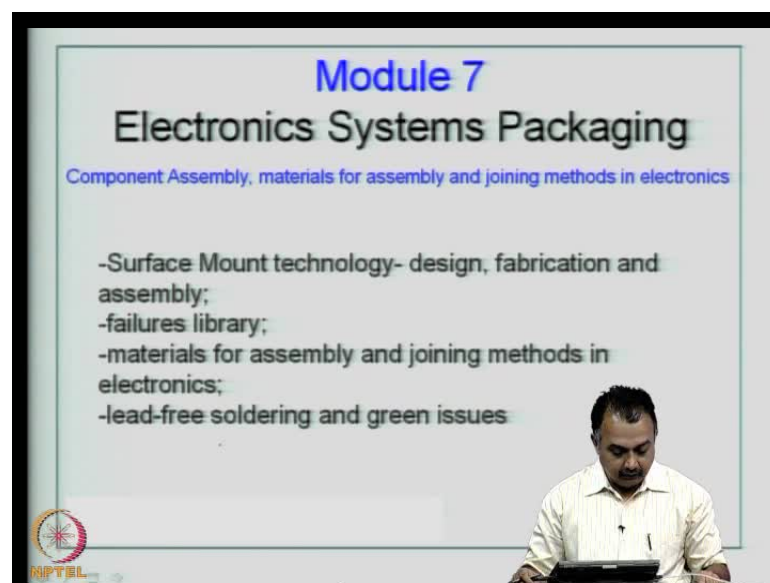 Module 7
Electronics Systems Packaging
Component Assembly, materials for assembly and joining methods in electronics
-Surface Mount technology- design, fabrication and
assembly;
-failures library;
-materials for assembly and joining methods in
electronics;
-lead-free soldering and green issues
NPTEL